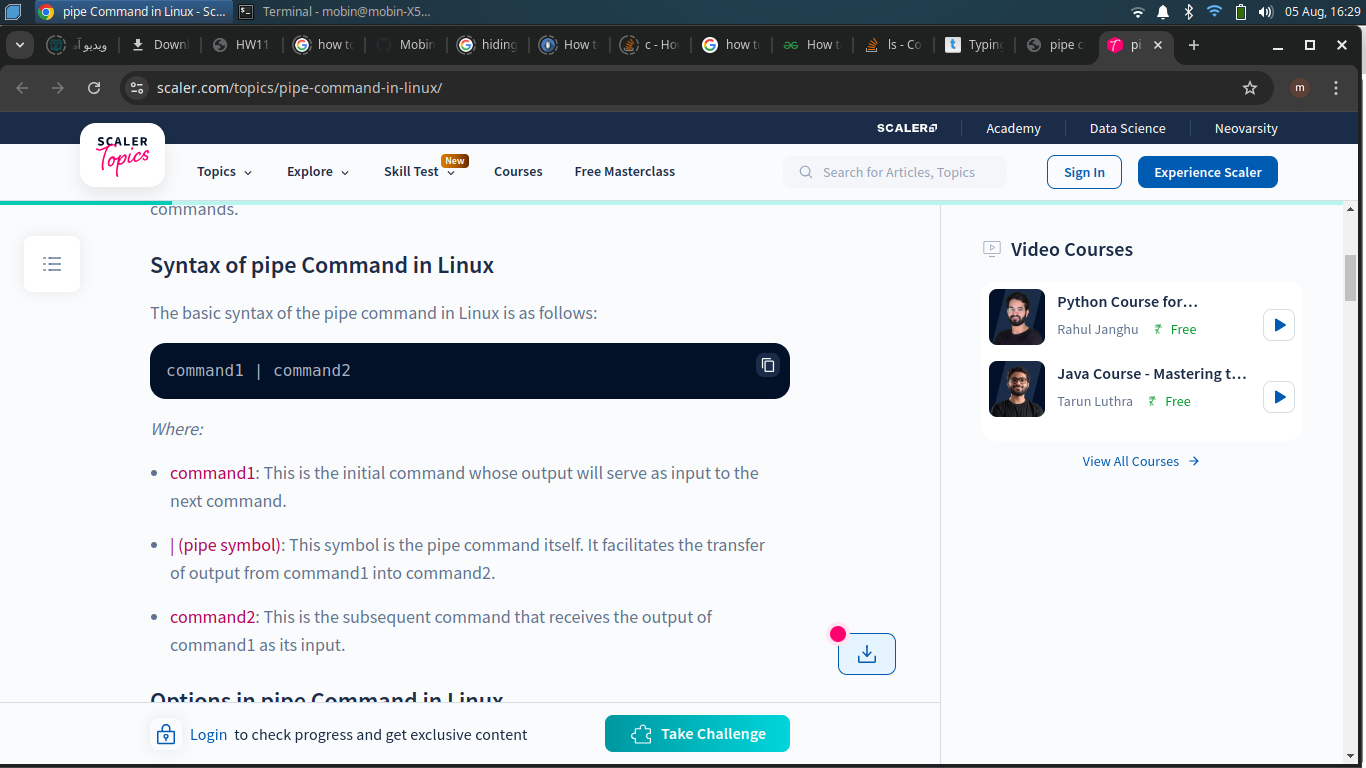 pipe Command in Linux - Sc...
Terminal - mobin@mobin-X5...
05 Aug, 16:29
ویدیو
Downl
HW11
how to
Mobin
hiding
How t
c - Ho
how to
How t
ls - Co
Typing
pipe c
pi
scaler.com/topics/pipe-command-in-linux/
m
SCALER
Academy
Data Science
Neovarsity
SCALER
Topics
Topics
Explore
Skill Test
New
Courses
Free Masterclass
Search for Articles, Topics
Sign In
Experience Scaler
commands.
Syntax of pipe Command in Linux
The basic syntax of the pipe command in Linux is as follows:
command1 | command2
Where:
command1: This is the initial command whose output will serve as input to the
next command.
| (pipe symbol): This symbol is the pipe command itself. It facilitates the transfer
of output from command1 into command2.
command2: This is the subsequent command that receives the output of
command1 as its input.
Options in pipe Command in Linux
Login to check progress and get exclusive content
Take Challenge
Video Courses
Python Course for...
Rahul Janghu
Free
Java Course - Mastering t...
Tarun Luthra
Free
View All Courses